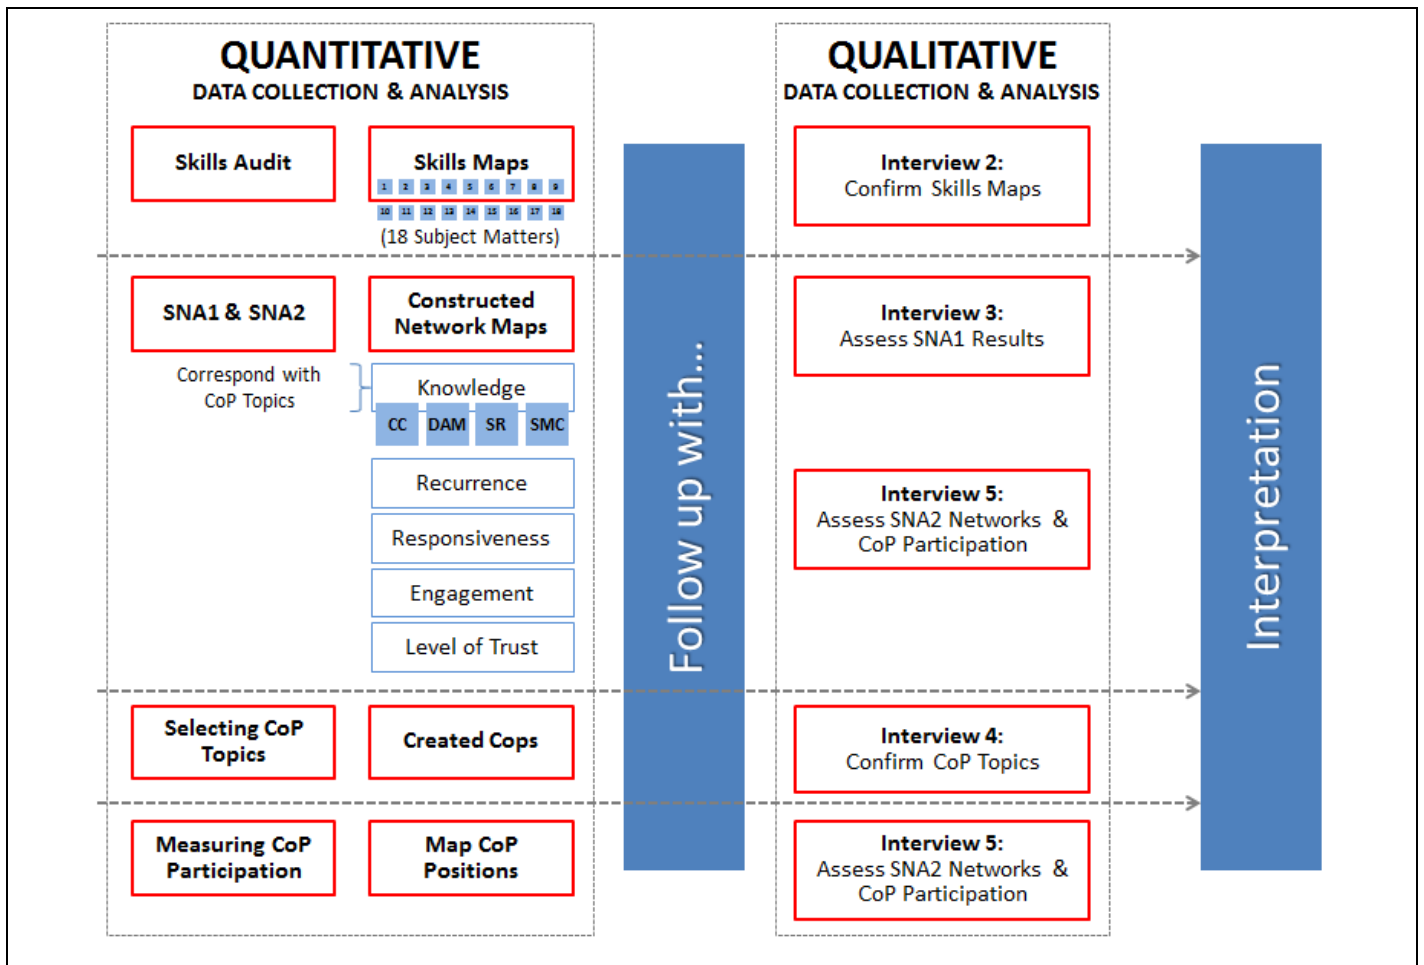 QUANTITATIVE
DATA COLLECTION & ANALYSIS
Skills Audit
Skills Maps
1 2 3 4 5 6 7 8 9
10 11 12 13 14 15 16 17 18
(18 Subject Matters)
SNA1 & SNA2
Constructed
Network Maps
Correspond with
CoP Topics
Knowledge
CC DAM SR SMC
Recurrence
Responsiveness
Engagement
Level of Trust
Selecting CoP
Topics
Created Cops
Measuring CoP
Participation
Map CoP
Positions
Follow up with...
QUALITATIVE
DATA COLLECTION & ANALYSIS
Interview 2:
Confirm Skills Maps
Interview 3:
Assess SNA1 Results
Interview 5:
Assess SNA2 Networks &
CoP Participation
Interview 4:
Confirm CoP Topics
Interview 5:
Assess SNA2 Networks &
CoP Participation
Interpretation